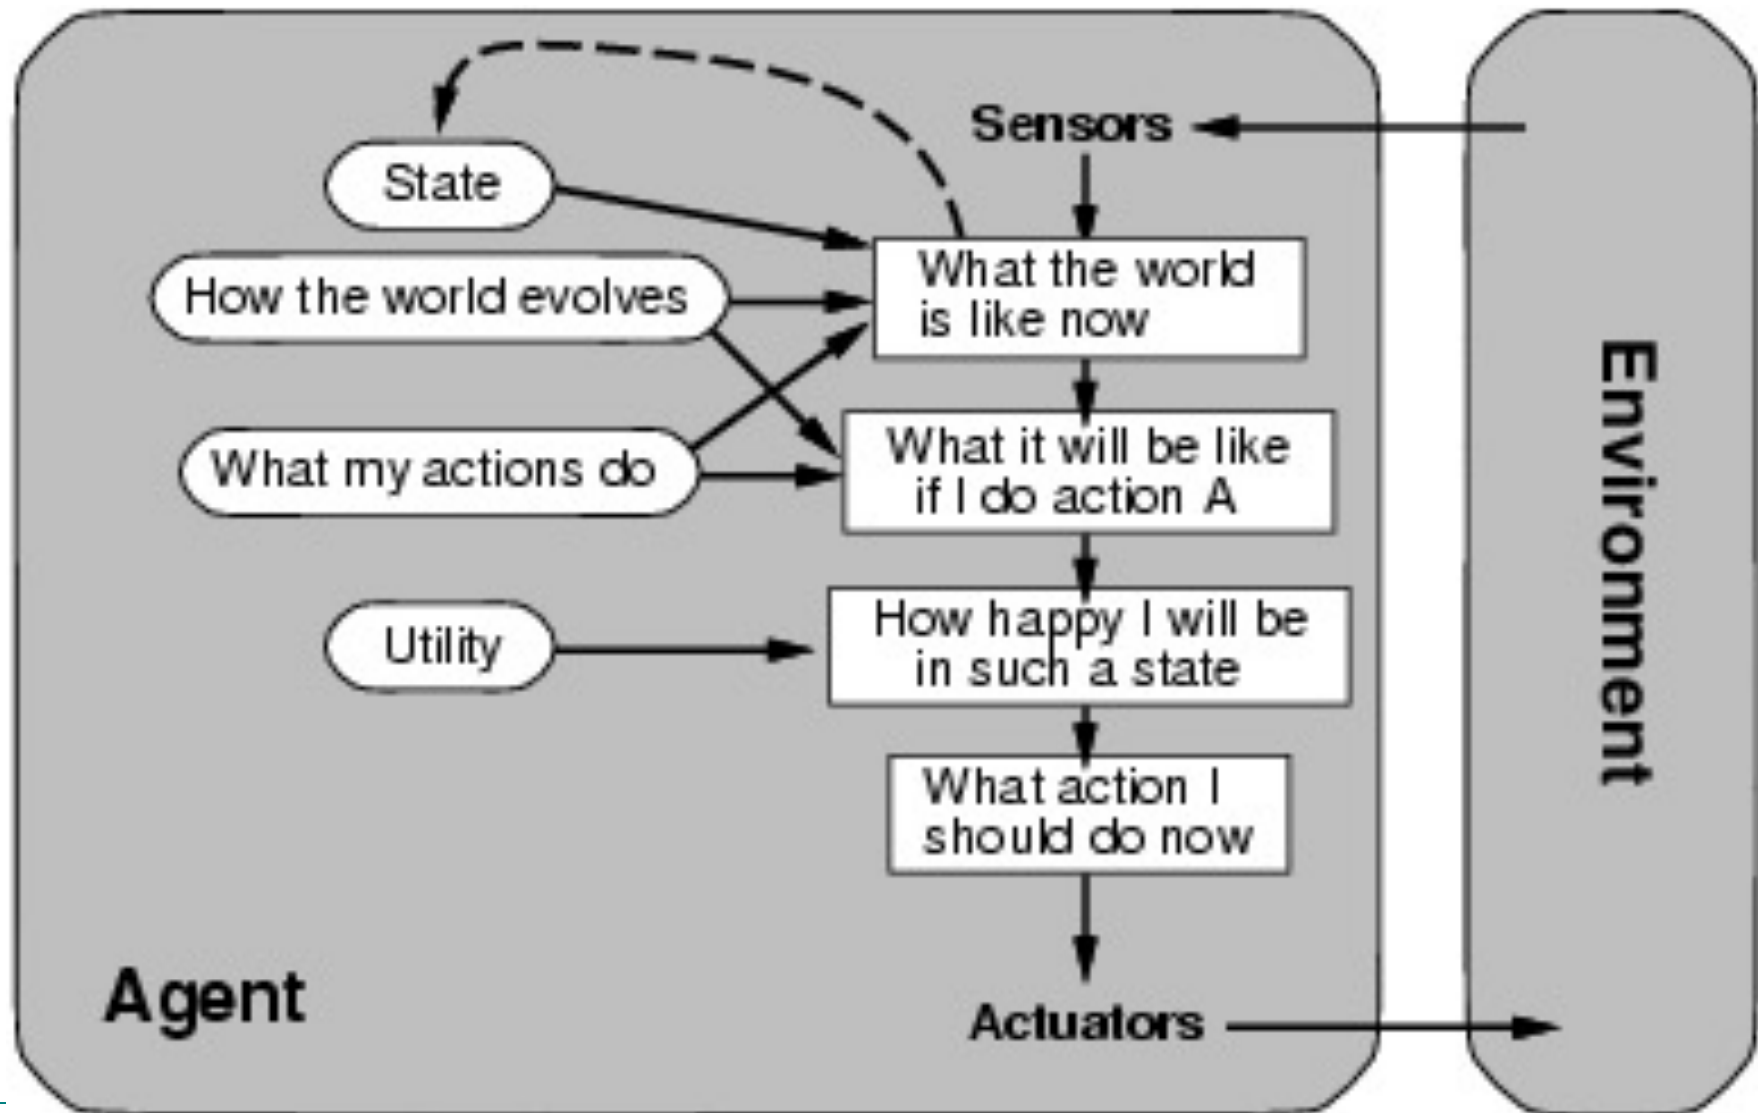 Sensors
State
What the world
is like now
How the world evolves
What it will be like
if I do action A
What my actions do
How happy I will be
in such a state
Utility
What action I
should do now
Agent
Actuators
Environment